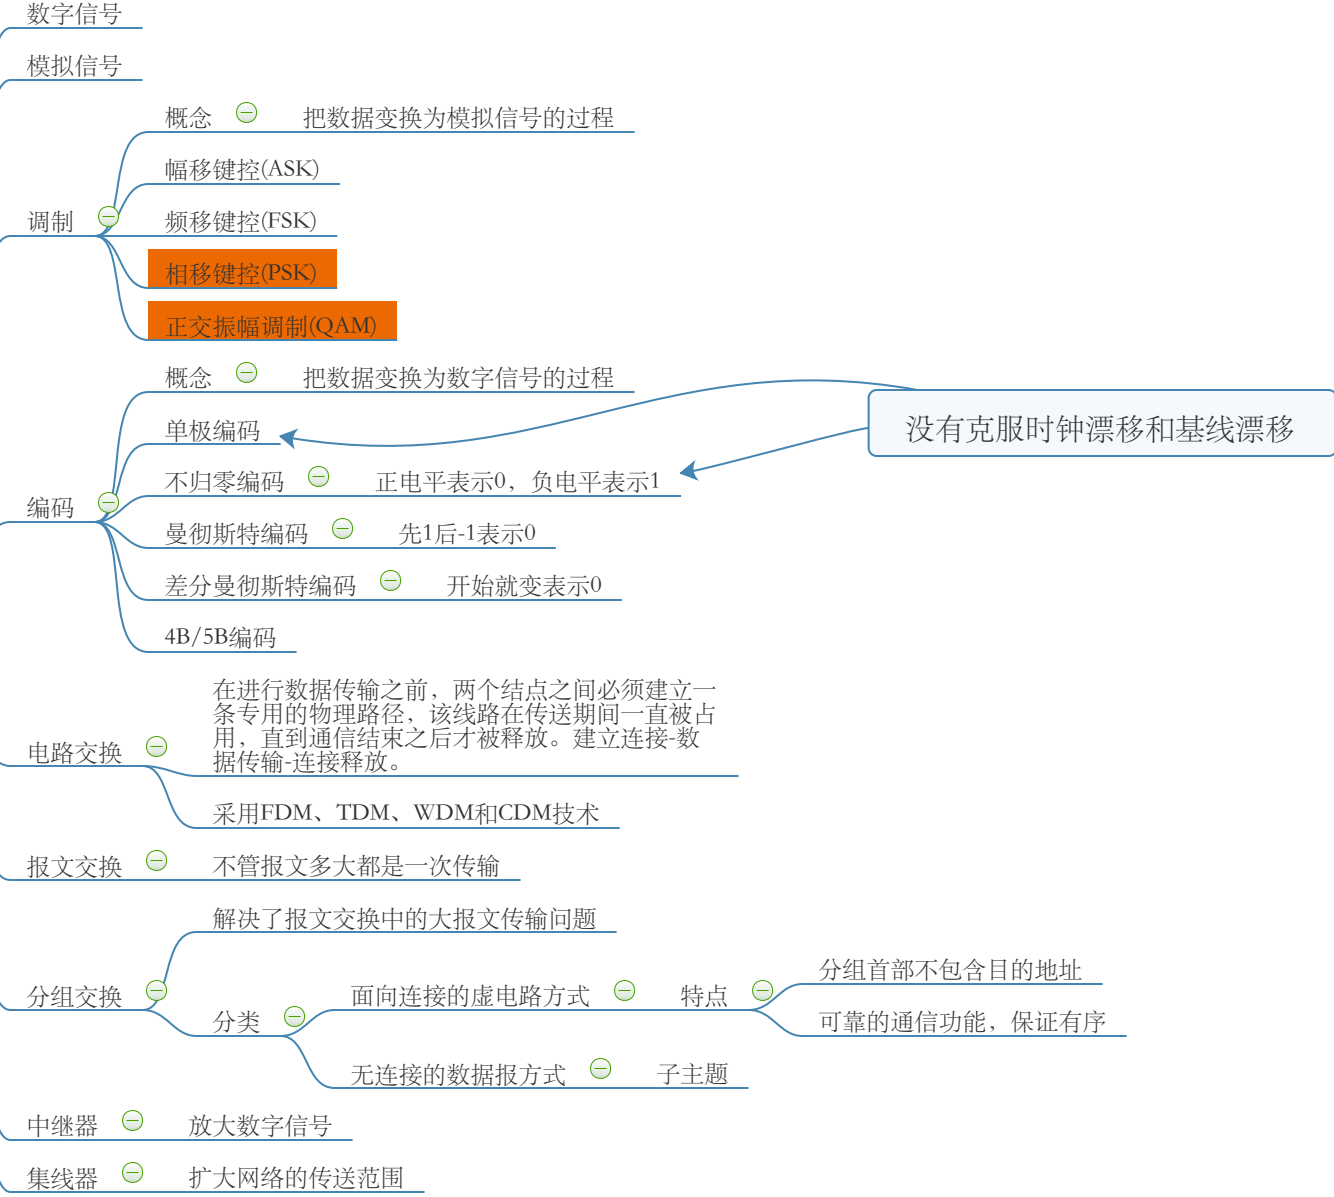 数字信号
模拟信号
调制
概念
把数据变换为模拟信号的过程
幅移键控(ASK)
频移键控(FSK)
相移键控(PSK)
正交振幅调制(QAM)
编码
概念
把数据变换为数字信号的过程
单极编码
不归零编码
正电平表示0，负电平表示1
没有克服时钟漂移和基线漂移
曼彻斯特编码
先1后-1表示0
差分曼彻斯特编码
开始就变表示0
4B/5B编码
电路交换
在进行数据传输之前，两个结点之间必须建立一
条专用的物理路径，该线路在传送期间一直被占
用，直到通信结束之后才被释放。建立连接-数
据传输-连接释放。
采用FDM、TDM、WDM和CDM技术
报文交换
不管报文多大都是一次传输
分组交换
解决了报文交换中的大报文传输问题
分类
面向连接的虚电路方式
特点
分组首部不包含目的地址
可靠的通信功能，保证有序
无连接的数据报方式
子主题
中继器
放大数字信号
集线器
扩大网络的传送范围